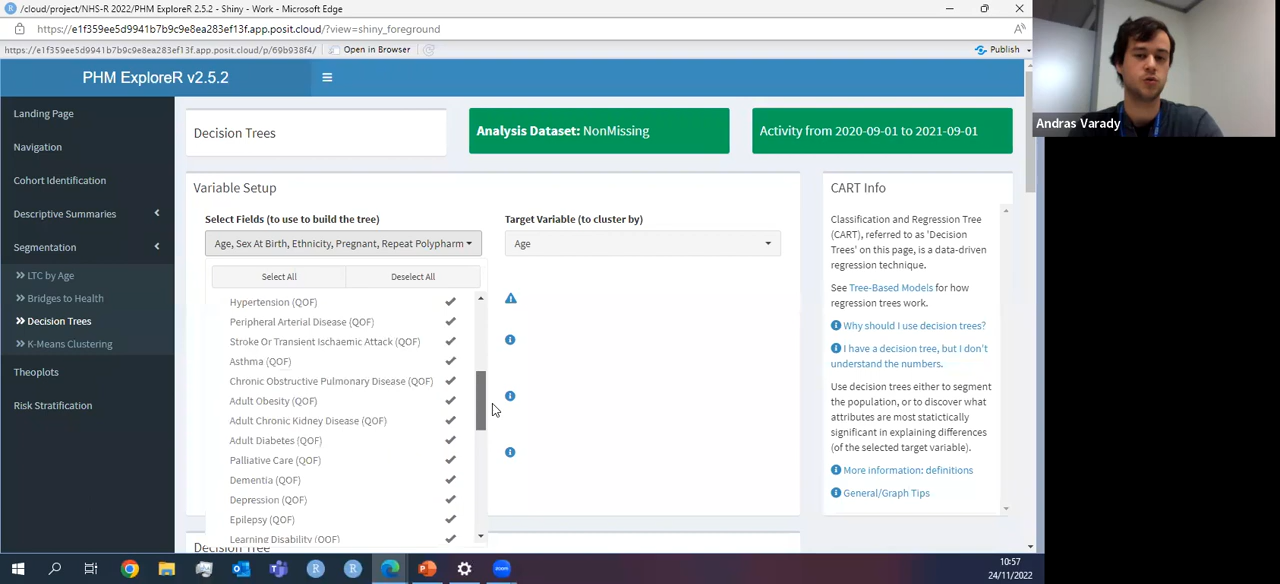 /cloud/project/NHS-R 2022/PHM ExploreR v2.5.2 - Shiny - Work - Microsoft Edge
https://e1f359ee5d9941b7b9c9e8ea283ef13f.app.posit.cloud/?view=shiny_foreground
https://e1f359ee5d9941b7b9c9e8ea283ef13f.app.posit.cloud/p/69b938f4/ Open in Browser Publish
PHM ExploreR v2.5.2
Andras Varady
Landing Page
Navigation
Cohort Identification
Descriptive Summaries
Segmentation
LTC by Age
Bridges to Health
Decision Trees
K-Means Clustering
Theoplots
Risk Stratification
Decision Trees
Analysis Dataset: NonMissing
Activity from 2020-09-01 to 2021-09-01
Variable Setup
Select Fields (to use to build the tree)
Age, Sex At Birth, Ethnicity, Pregnant, Repeat Polypharm
Select All Deselect All
Hypertension (QOF)
Peripheral Arterial Disease (QOF)
Stroke Or Transient Ischaemic Attack (QOF)
Asthma (QOF)
Chronic Obstructive Pulmonary Disease (QOF)
Adult Obesity (QOF)
Adult Chronic Kidney Disease (QOF)
Adult Diabetes (QOF)
Palliative Care (QOF)
Dementia (QOF)
Depression (QOF)
Epilepsy (QOF)
Learning Disability (QOF)
Target Variable (to cluster by)
Age
Decision Tree
CART Info
Classification and Regression Tree
(CART), referred to as 'Decision
Trees' on this page, is a data-driven
regression technique.
See Tree-Based Models for how
regression trees work.
Why should I use decision trees?
I have a decision tree, but I don't
understand the numbers.
Use decision trees either to segment
the population, or to discover what
attributes are most statictically
significant in explaining differences
(of the selected target variable).
More information: definitions
General/Graph Tips
10:57
24/11/2022